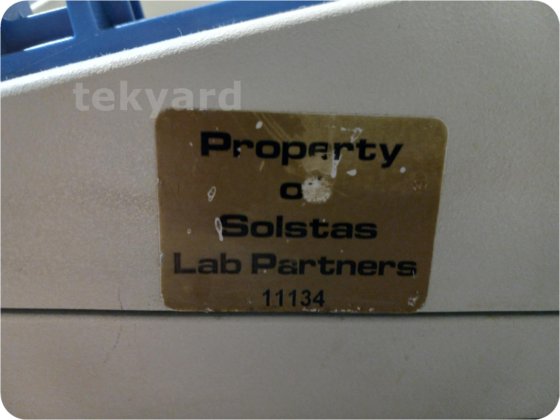 tekyard
Property
o
Solstas
Lab Partners
11134